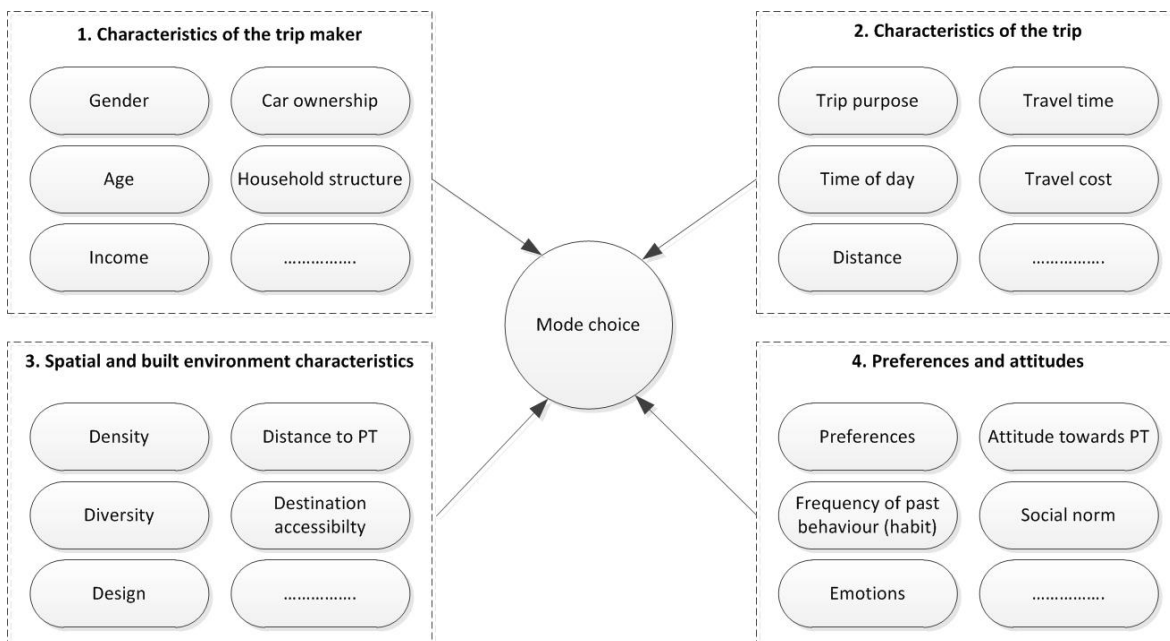 1. Characteristics of the trip maker
Gender
Car ownership
Age
Household structure
Income
…………….
2. Characteristics of the trip
Trip purpose
Travel time
Time of day
Travel cost
Distance
…………….
Mode choice
3. Spatial and built environment characteristics
Density
Distance to PT
Diversity
Destination
accessibilty
Design
…………….
4. Preferences and attitudes
Preferences
Attitude towards PT
Frequency of past
behaviour (habit)
Social norm
Emotions
…………….